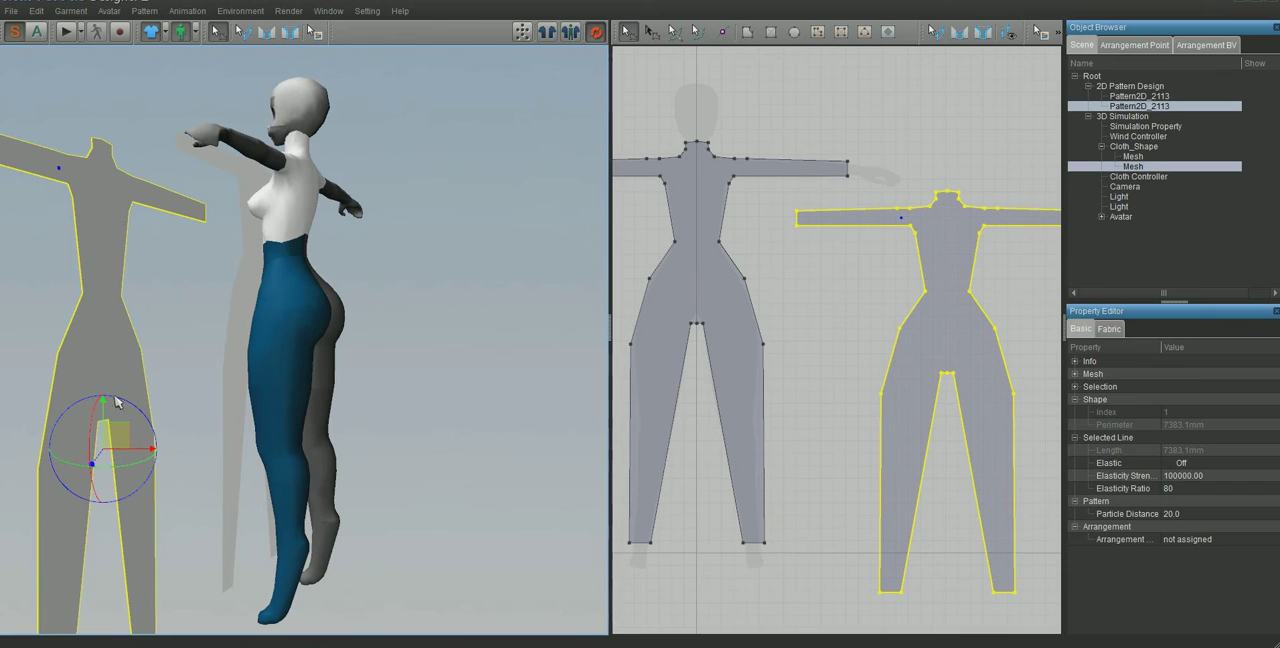 File Edit Garment Avatar Pattern Animation Environment Render Window Setting Help
S A
»
Object Browser
Scene Arrangement Point Arrangement BV
Name Show
Root
2D Pattern Design
Pattern2D_2113
Pattern2D_2113
3D Simulation
Simulation Property
Wind Controller
Cloth_Shape
Mesh
Mesh
Cloth Controller
Camera
Light
Light
Avatar
Property Editor
Basic Fabric
Property Value
Info
Mesh
Selection
Shape
Index 1
Perimeter 7383.1mm
Selected Line
Length 7383.1mm
Elastic Off
Elasticity Stren... 100000.00
Elasticity Ratio 80
Pattern
Particle Distance 20.0
Arrangement
Arrangement ... not assigned